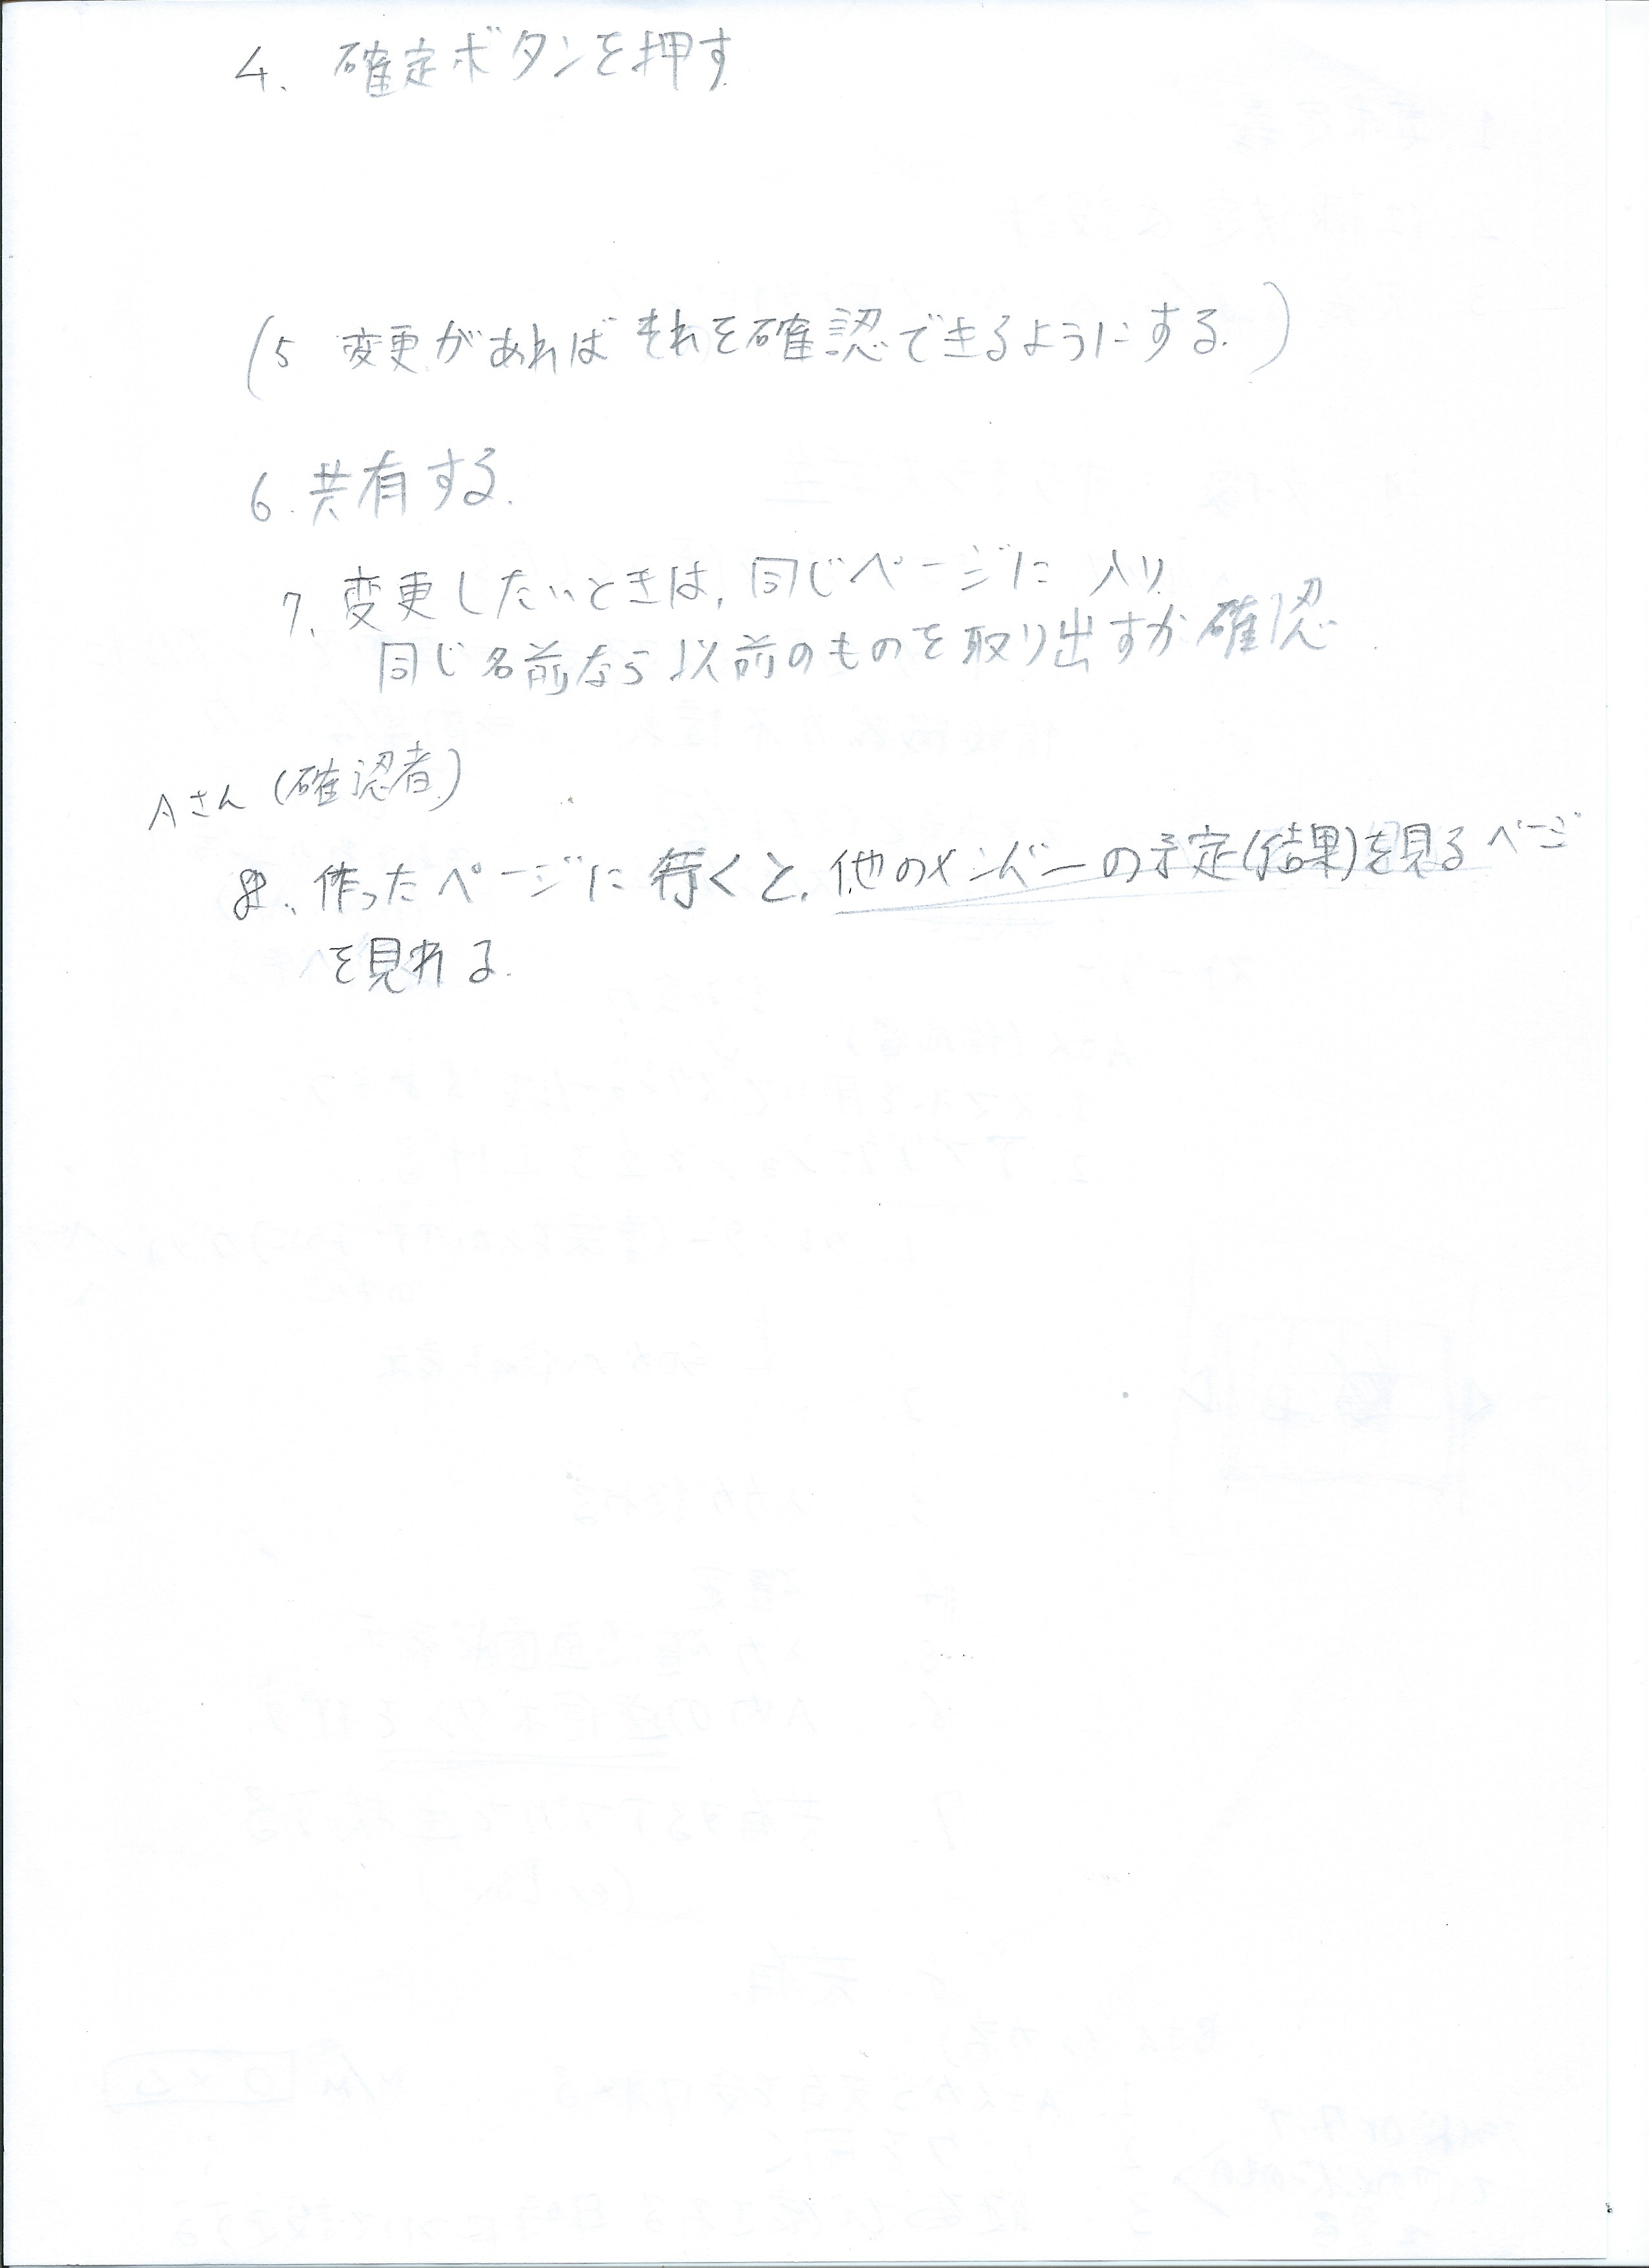 4. 確定ボタンを押す
(5 変更があればそれを確認できるようにする.)
6. 共有する.
7. 変更したいときは, 同じページに入り
同じ名前なら以前のものを取り出すか確認.
Aさん (確認者)
8. 作ったページに行くと, 他のメンバーの予定(結果)を見るページ
を見れる.